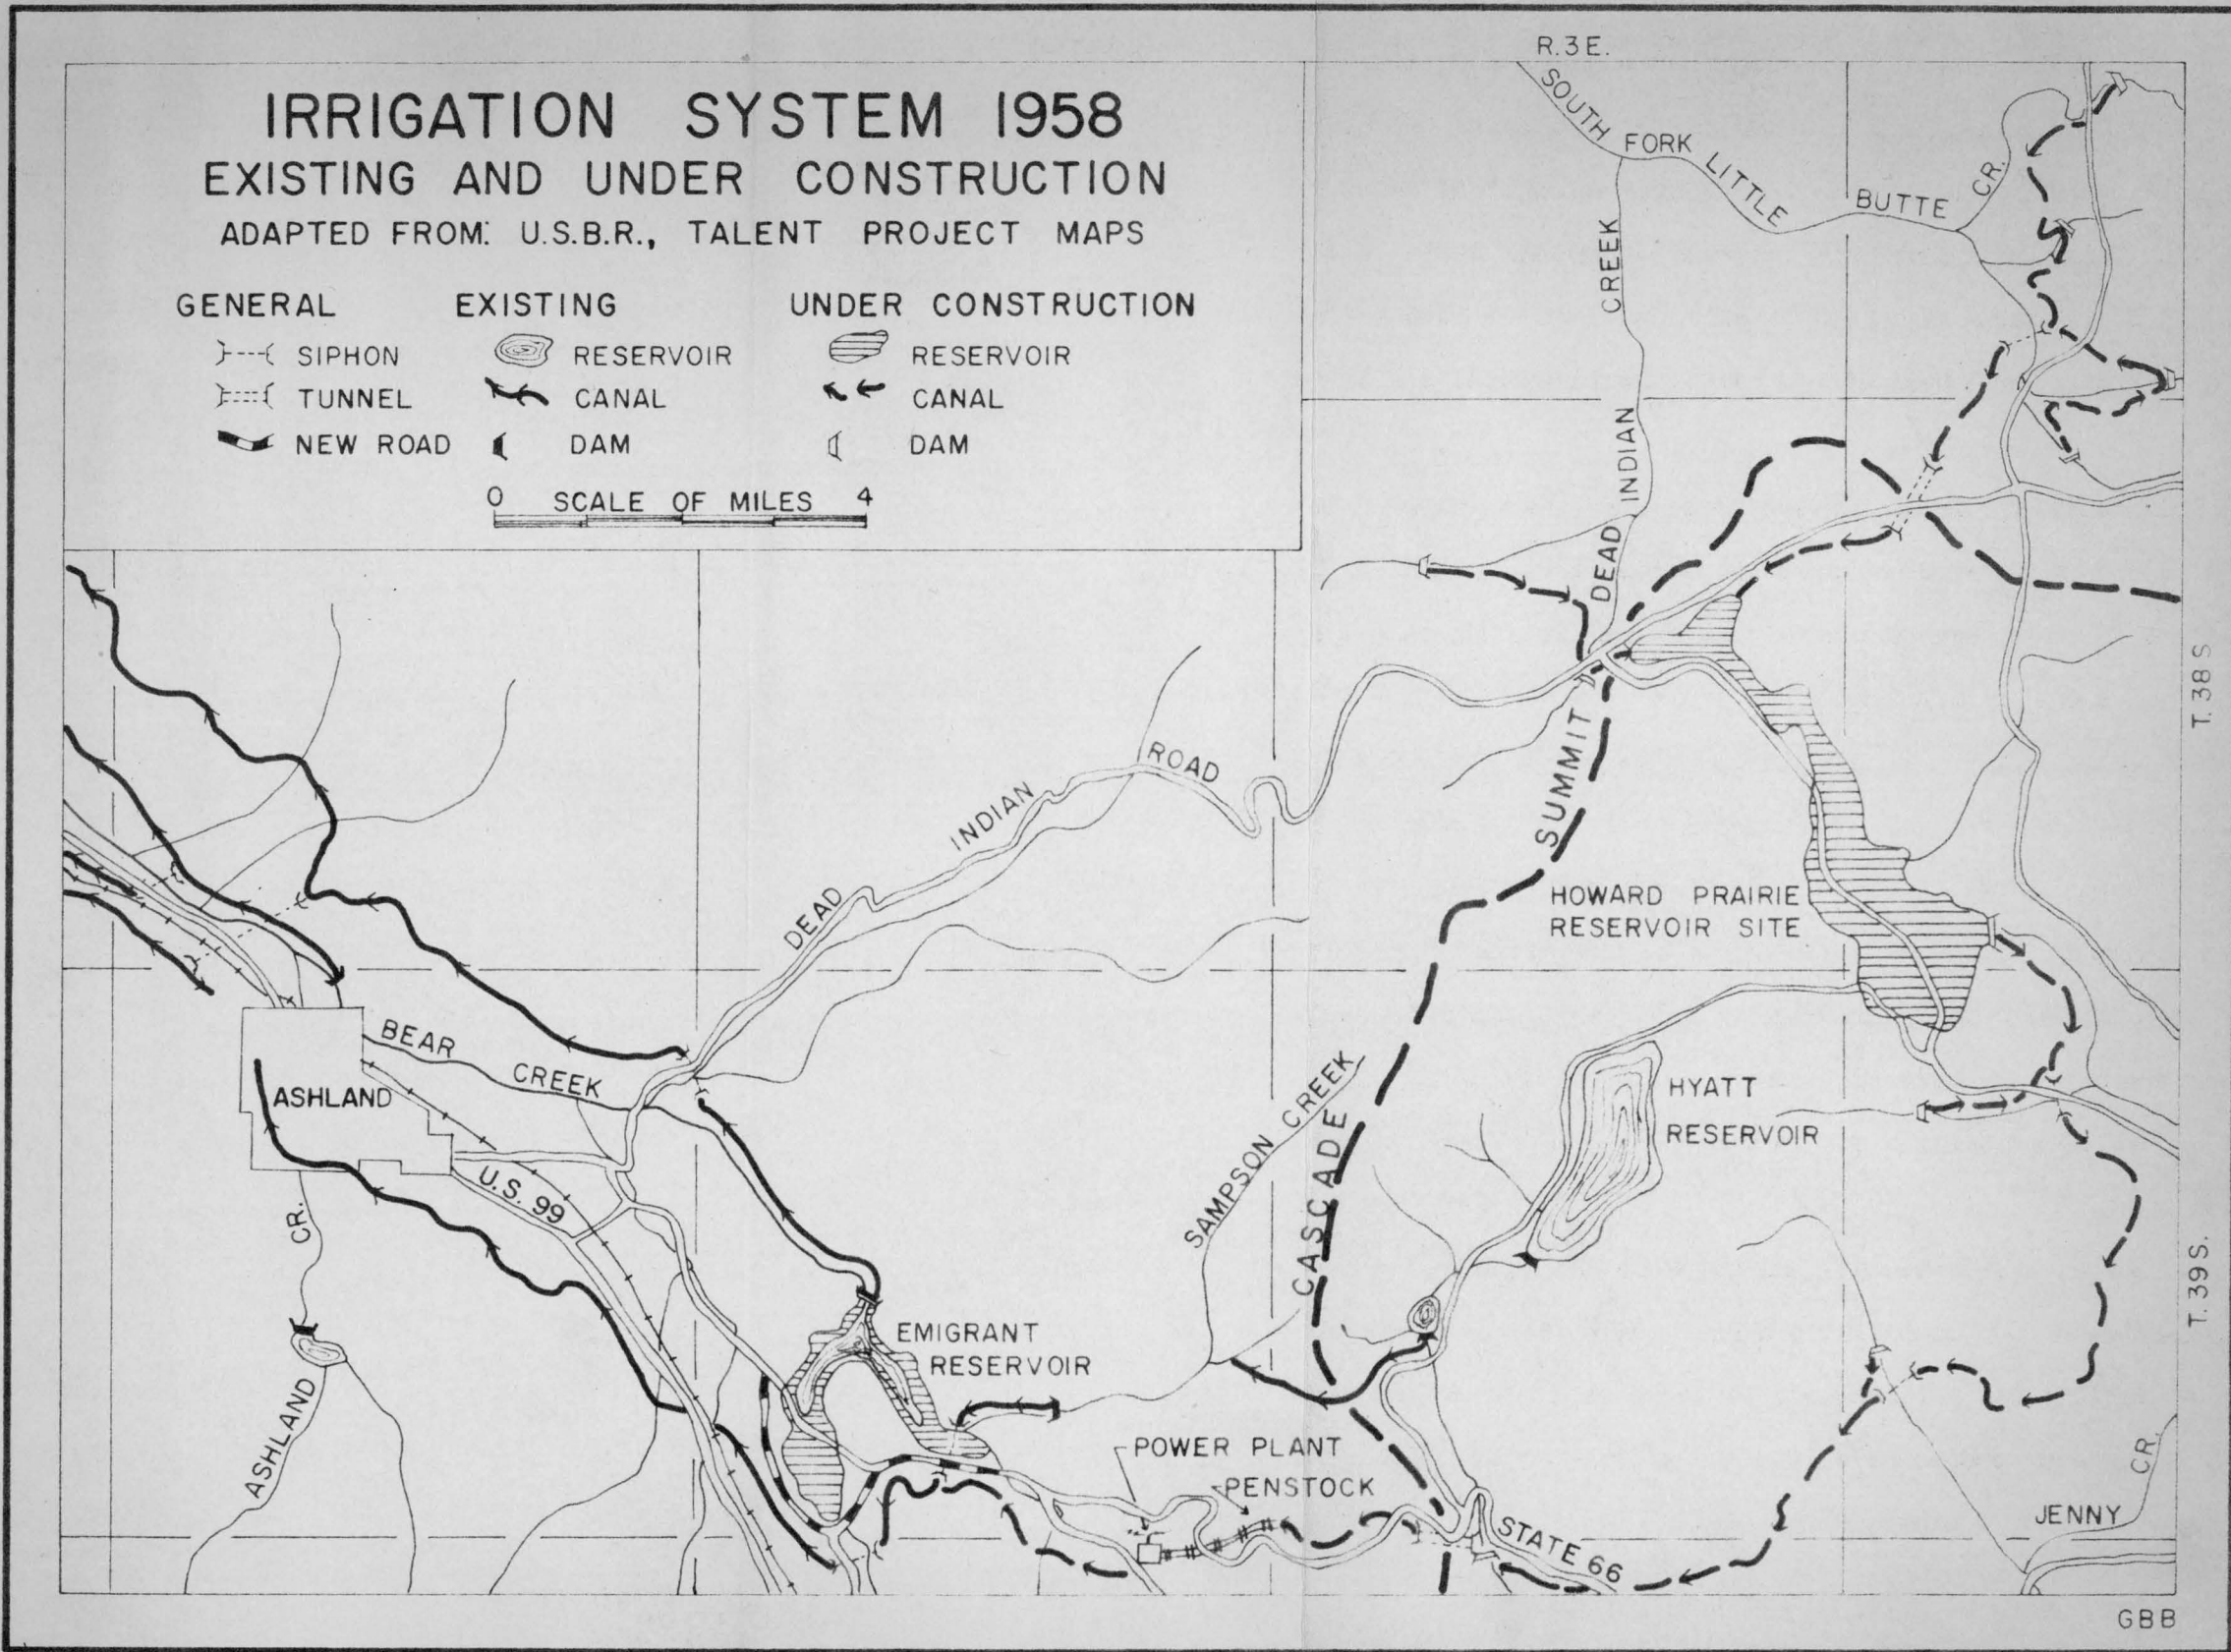 R.3E.
IRRIGATION SYSTEM 1958
EXISTING AND UNDER CONSTRUCTION
ADAPTED FROM: U.S.B.R., TALENT PROJECT MAPS
GENERAL EXISTING UNDER CONSTRUCTION
SIPHON RESERVOIR RESERVOIR
TUNNEL CANAL CANAL
NEW ROAD DAM DAM
0 SCALE OF MILES 4
SOUTH FORK LITTLE BUTTE CR.
DEAD INDIAN CREEK
T.38S
DEAD INDIAN ROAD
CASCADE SUMMIT
HOWARD PRAIRIE
RESERVOIR SITE
BEAR CREEK
ASHLAND
U.S. 99
HYATT
RESERVOIR
SAMPSON CREEK
T.39S.
EMIGRANT
RESERVOIR
ASHLAND CR.
POWER PLANT
PENSTOCK
STATE 66
JENNY CR.
GBB